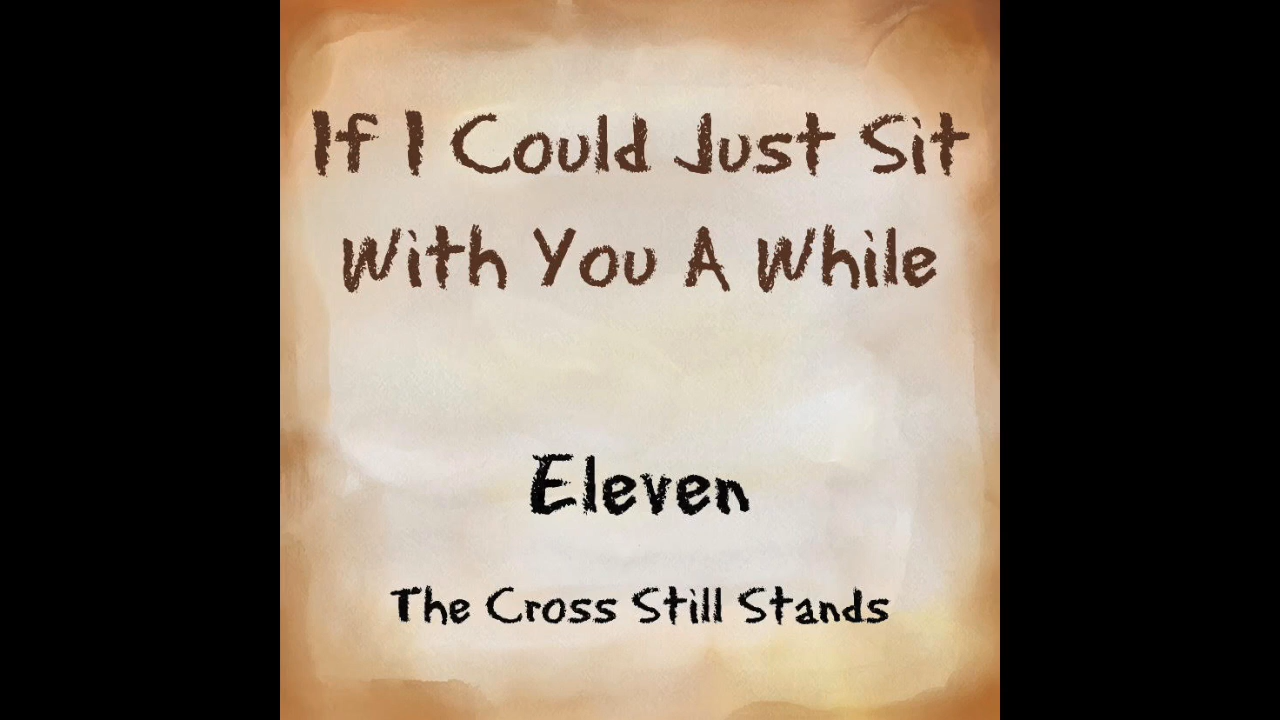 If I Could Just Sit
With You A While
Eleven
The Cross Still Stands